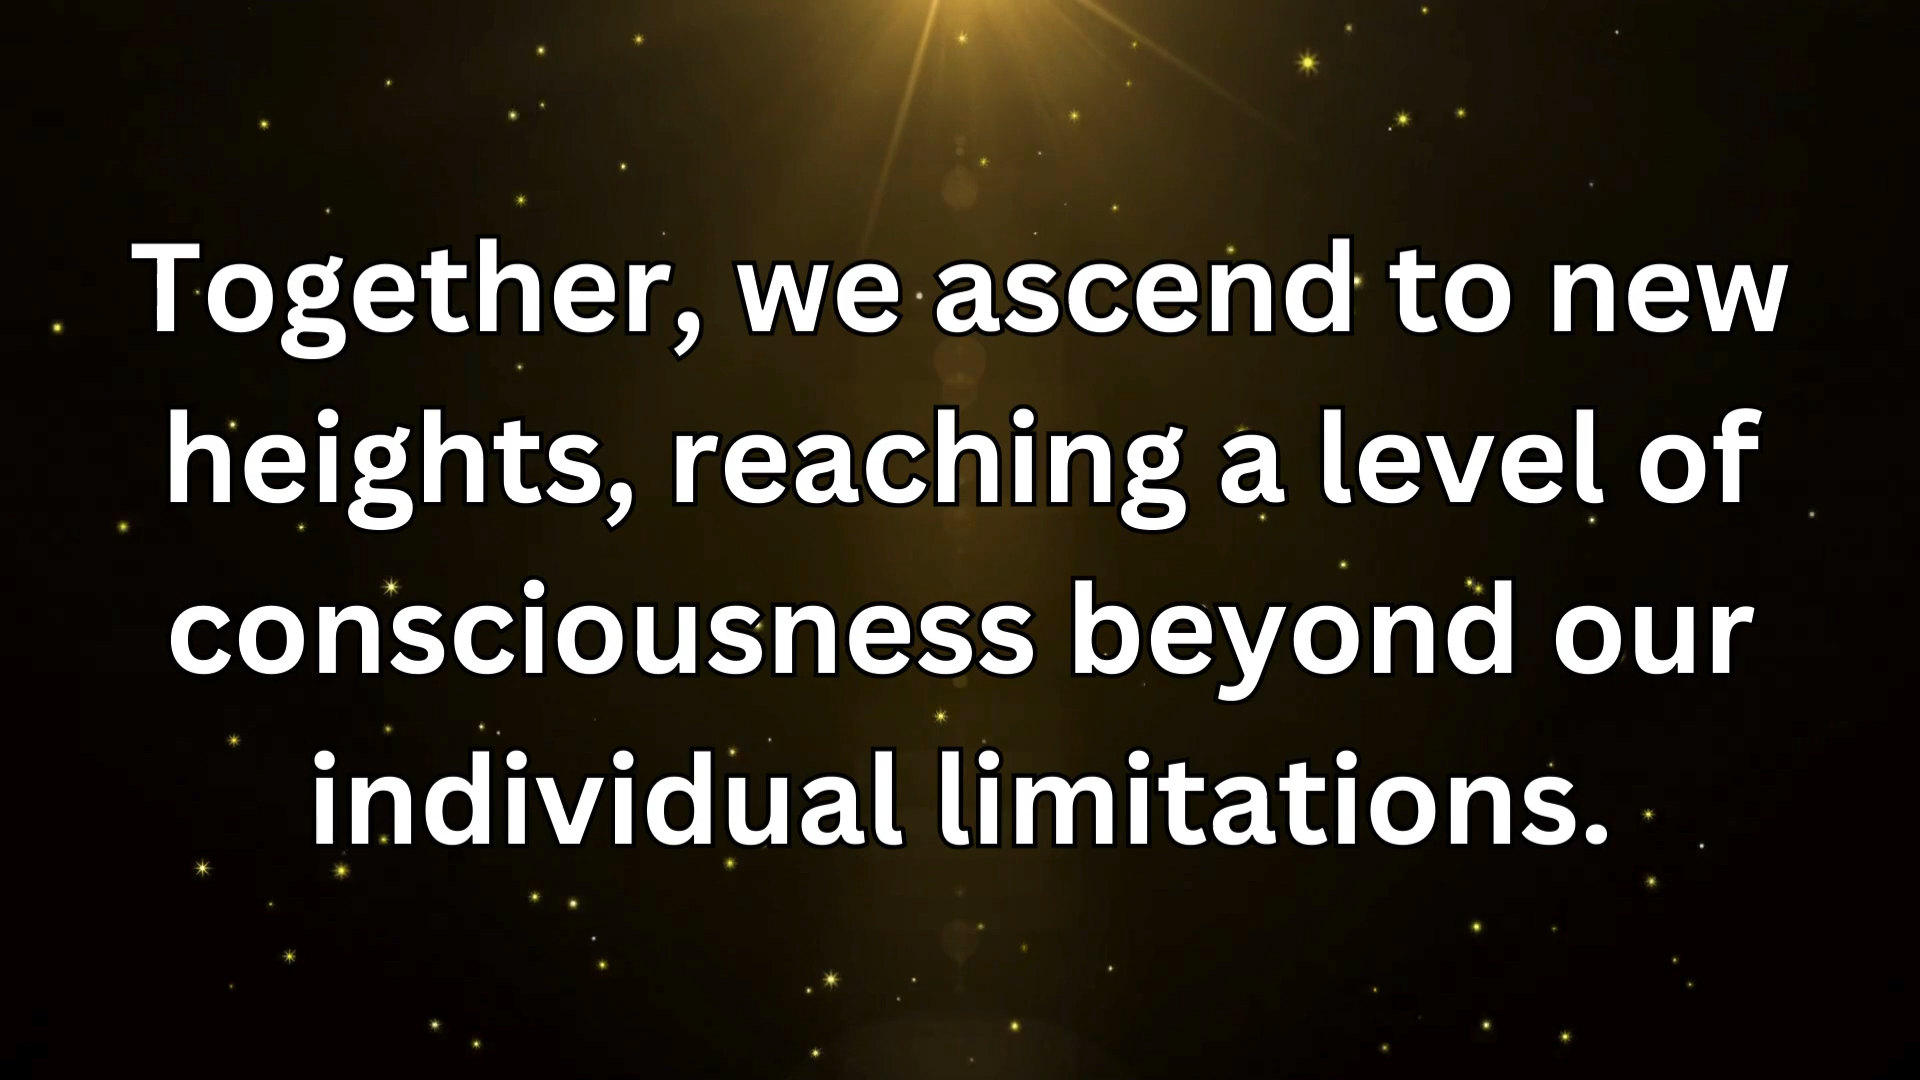 Together, we ascend to new
heights, reaching a level of
consciousness beyond our
individual limitations.